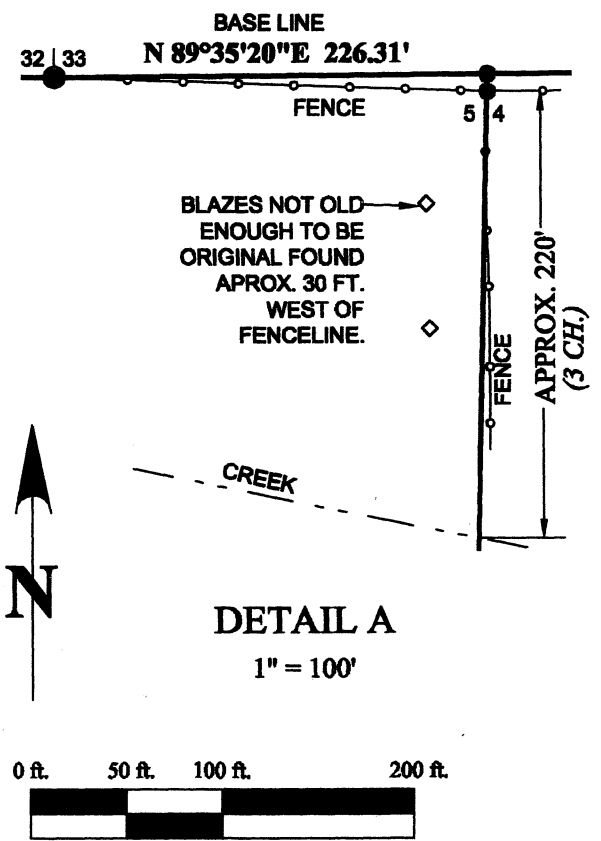 BASE LINE
N 89°35'20"E 226.31'
32 33
FENCE
5 4
BLAZES NOT OLD
ENOUGH TO BE
ORIGINAL FOUND
APROX. 30 FT.
WEST OF
FENCELINE.
FENCE
APPROX. 220'
(3 CH.)
CREEK
N
DETAIL A
1" = 100'
0 ft. 50 ft. 100 ft. 200 ft.